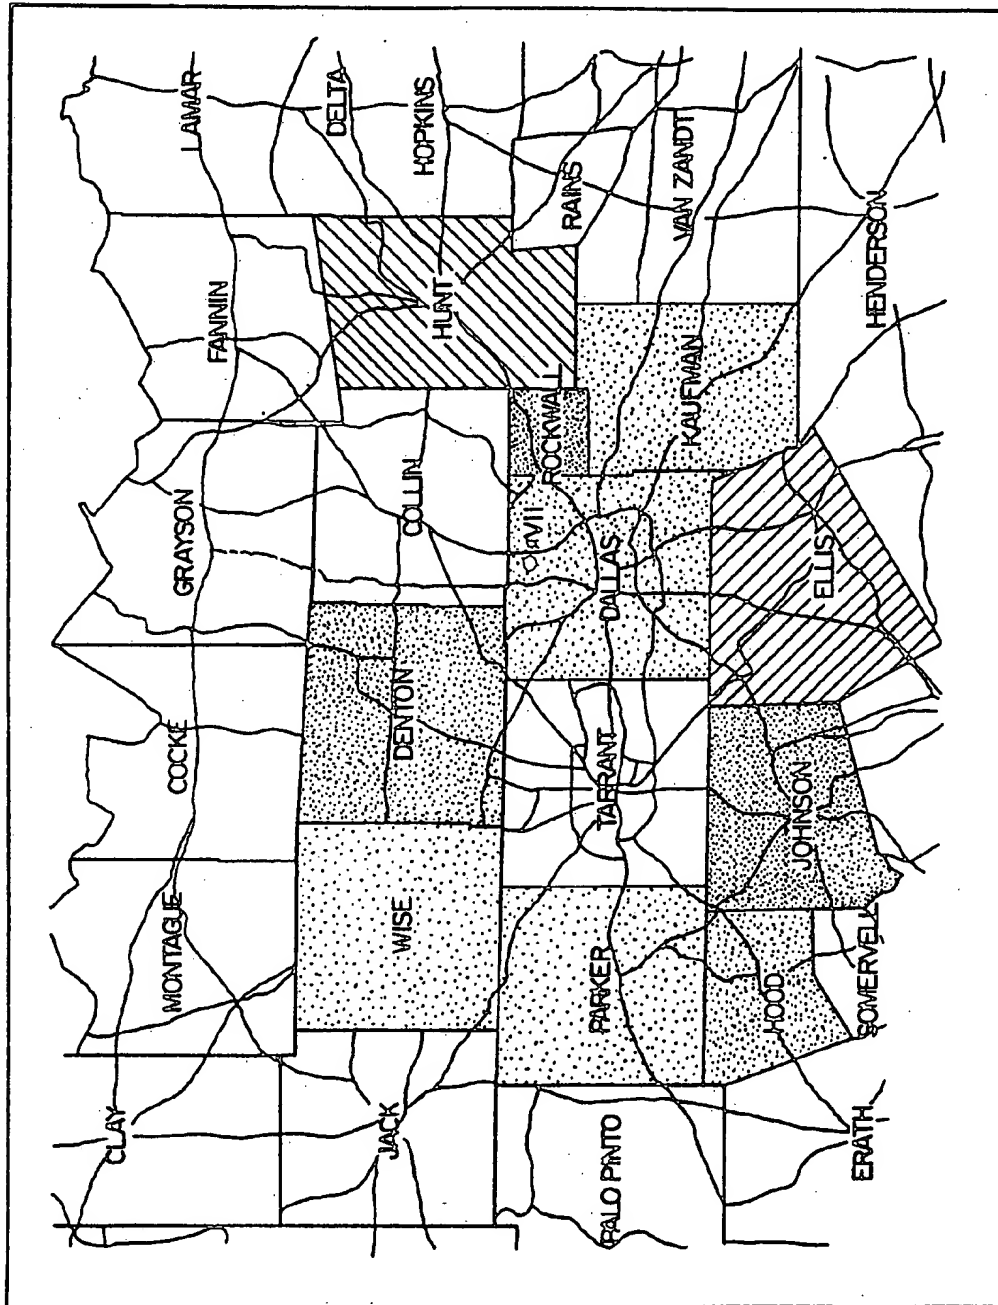 CLAY
MONTAGUE
COCKE
GRAYSON
FANNIN
LAMAR
DELTA
JACK
WISE
DENTON
COLLIN
HUNT
HOPKINS
PALO PINTO
PARKER
TARRANT
DALLAS
VII
ROCKWALL
RAINS
KAUFMAN
VAN ZANDT
ERATH
HOOD
SOMERVELL
JOHNSON
ELLIS
HENDERSON